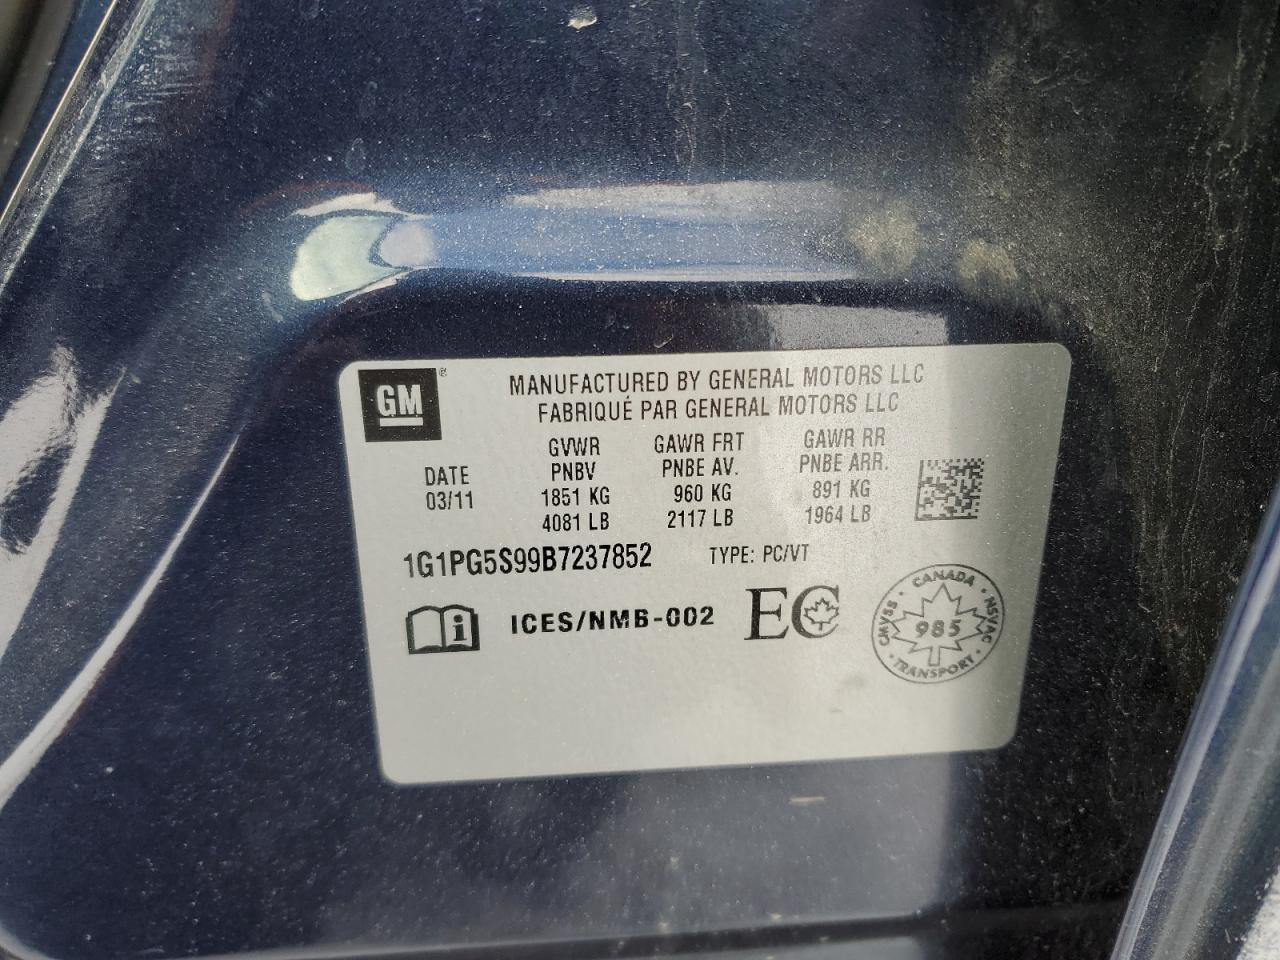 GM ®
MANUFACTURED BY GENERAL MOTORS LLC
FABRIQUÉ PAR GENERAL MOTORS LLC
GVWR GAWR FRT GAWR RR
DATE PNBV PNBE AV. PNBE ARR.
03/11 1851 KG 960 KG 891 KG
4081 LB 2117 LB 1964 LB
1G1PG5S99B7237852 TYPE: PC/VT
i ICES/NMB-002 EC
CANADA
CMVSS 985 NSVAC
TRANSPORT